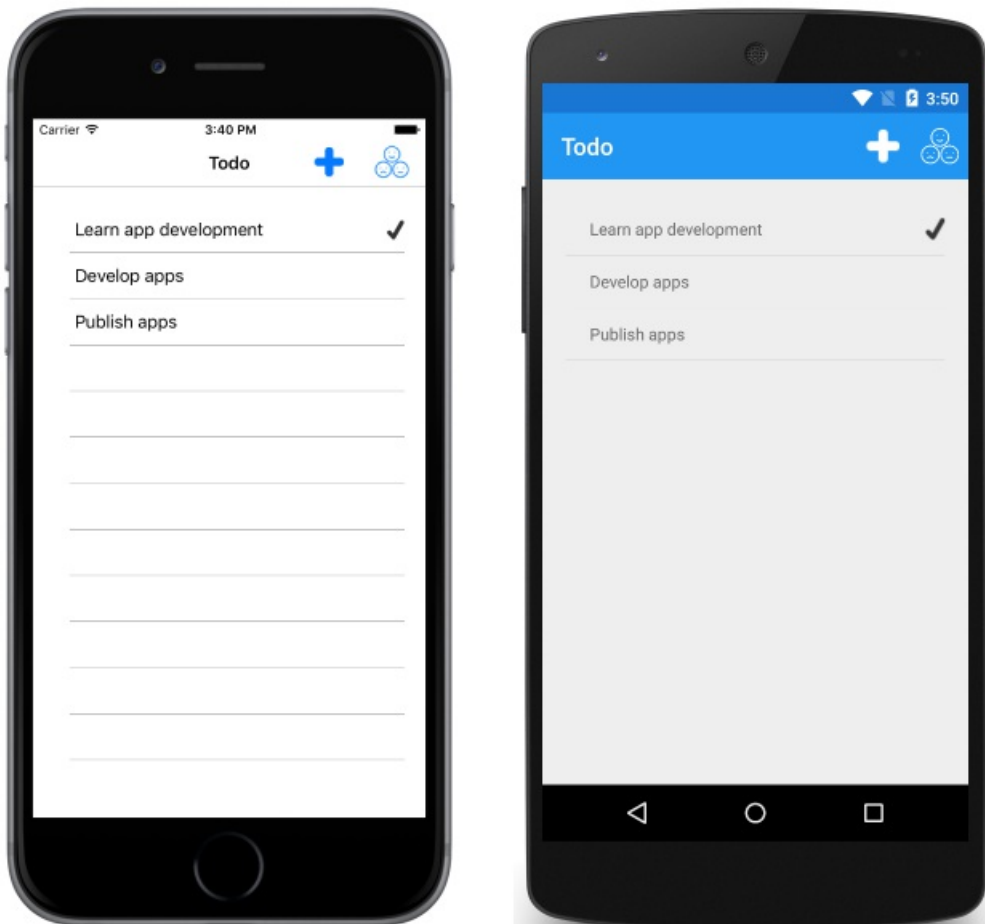 Carrier
3:40 PM
Todo
Learn app development
Develop apps
Publish apps
3:50
Todo
Learn app development
Develop apps
Publish apps